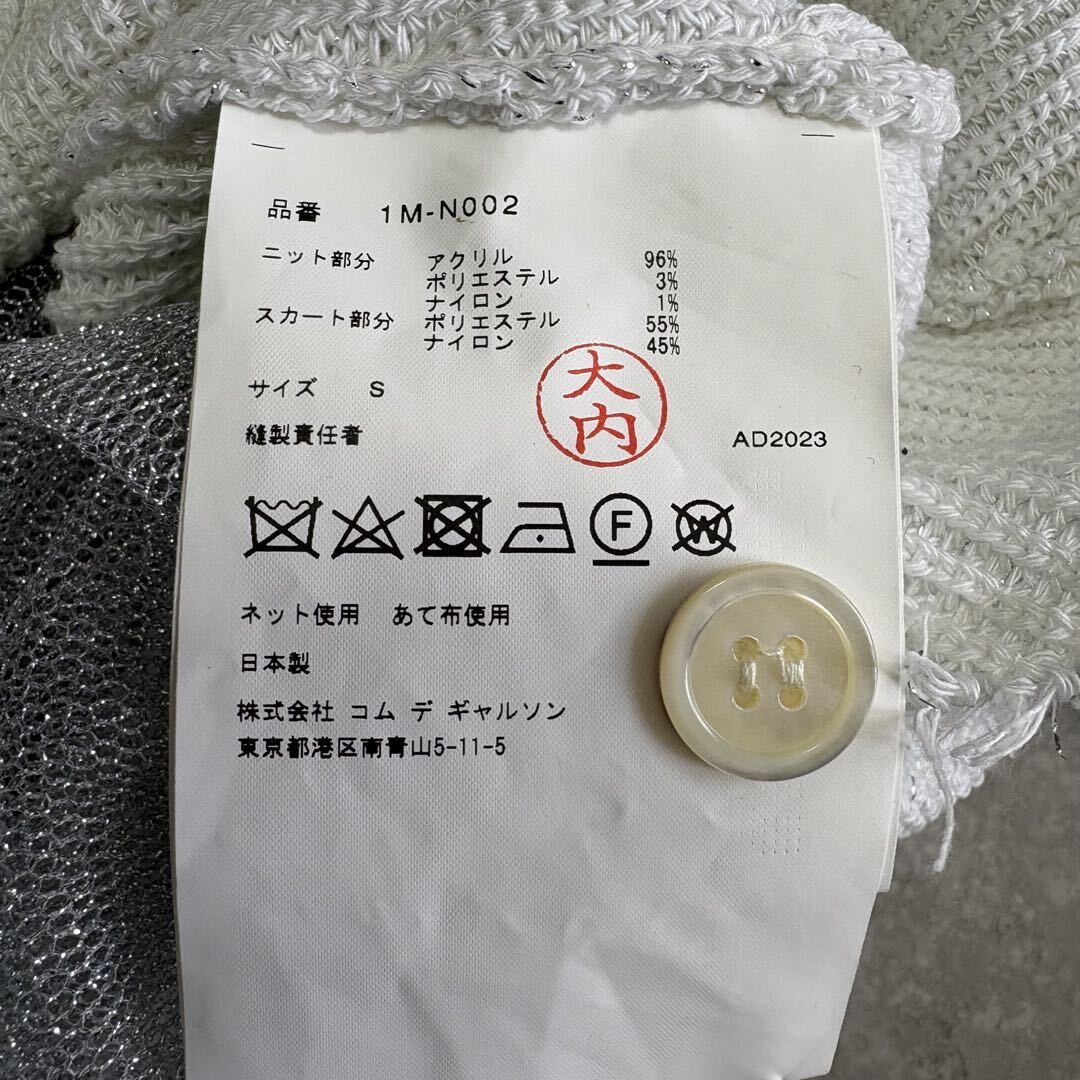 品番 1M-N002
ニット部分 アクリル 96%
ポリエステル 3%
ナイロン 1%
スカート部分 ポリエステル 55%
ナイロン 45%
サイズ S
縫製責任者 大内 AD2023
F W
ネット使用 あて布使用
日本製
株式会社 コム デ ギャルソン
東京都港区南青山5-11-5